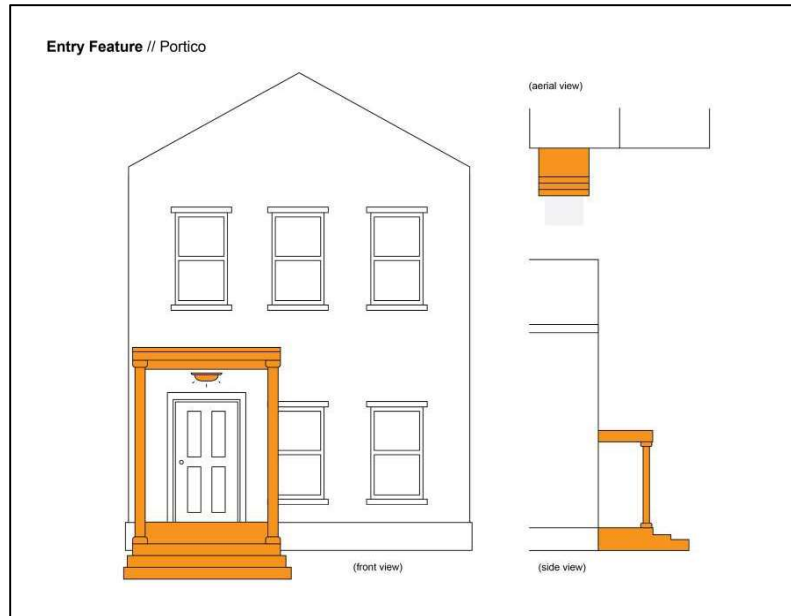 Entry Feature // Portico
(aerial view)
(front view)
(side view)